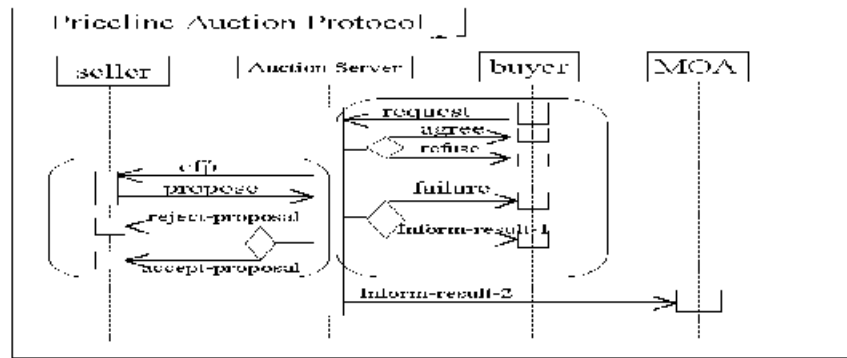 Priceline Auction Protocol
seller
Auction Server
buyer
MOA
request
agree
refuse
cfp
propose
failure
reject-proposal
Inform-result-1
accept-proposal
Inform-result-2